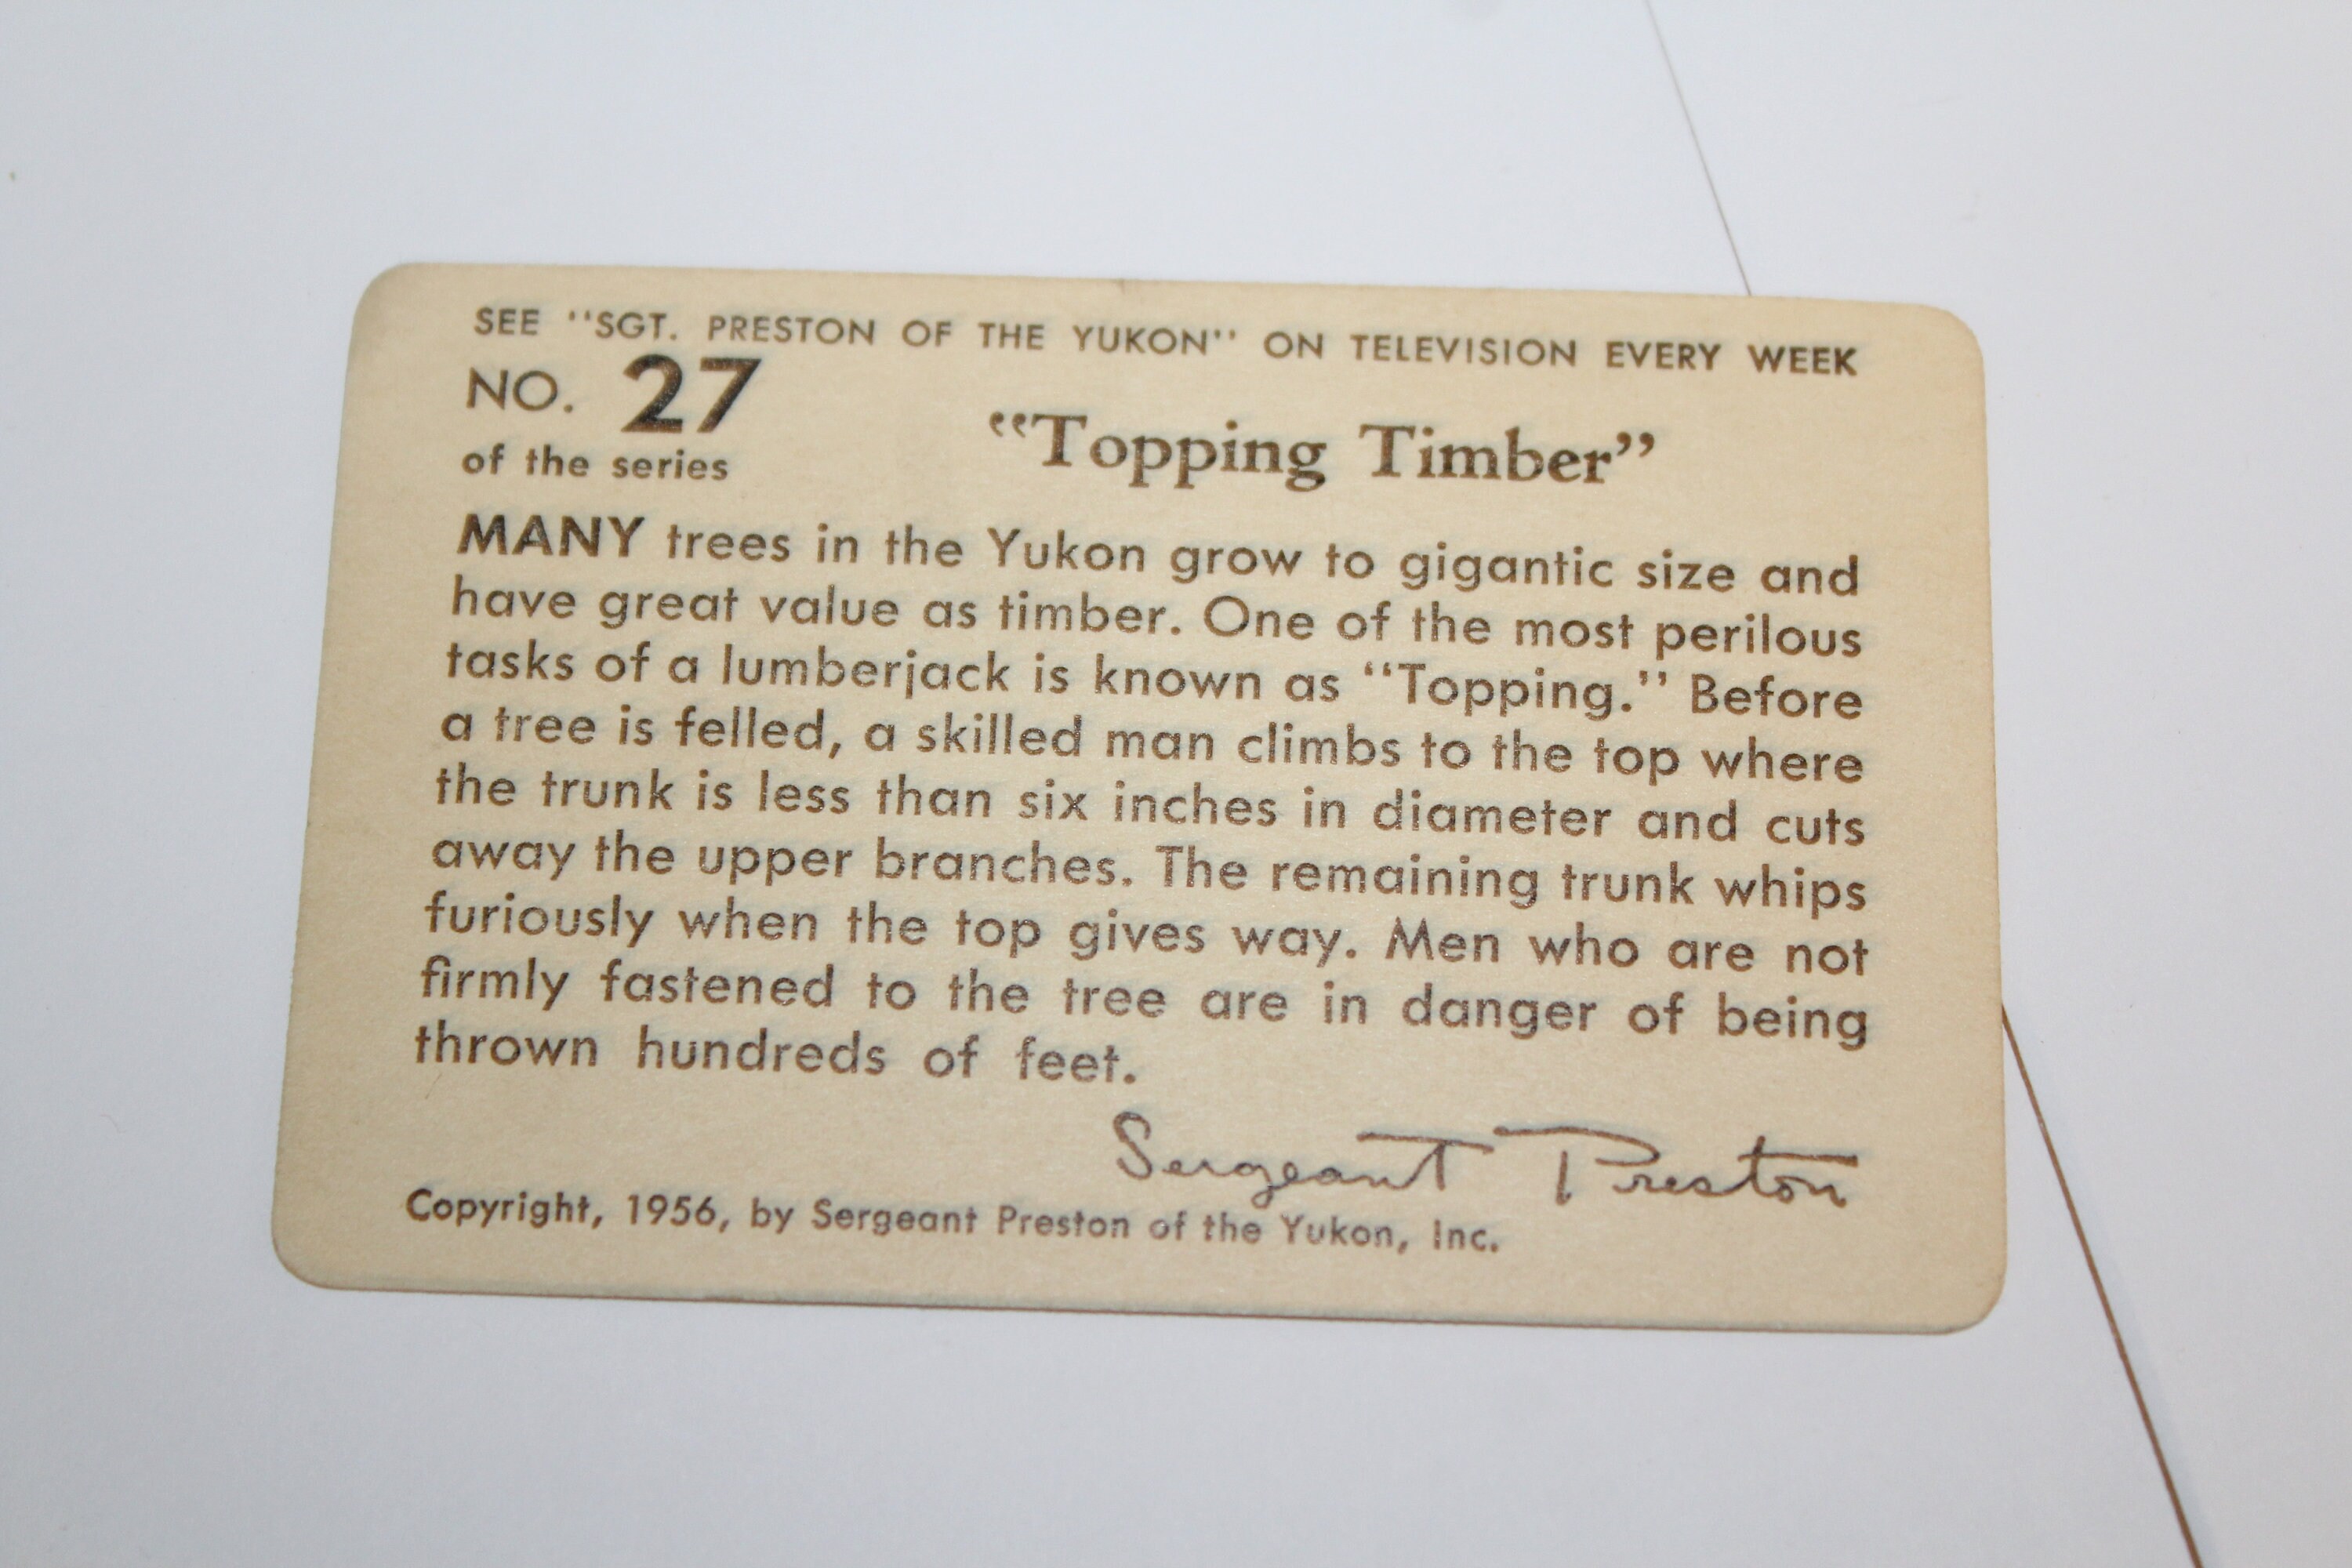 SEE "SGT. PRESTON OF THE YUKON" ON TELEVISION EVERY WEEK
NO. 27
of the series
"Topping Timber"
MANY trees in the Yukon grow to gigantic size and
have great value as timber. One of the most perilous
tasks of a lumberjack is known as "Topping." Before
a tree is felled, a skilled man climbs to the top where
the trunk is less than six inches in diameter and cuts
away the upper branches. The remaining trunk whips
furiously when the top gives way. Men who are not
firmly fastened to the tree are in danger of being
thrown hundreds of feet.
Sergeant Preston
Copyright, 1956, by Sergeant Preston of the Yukon, Inc.